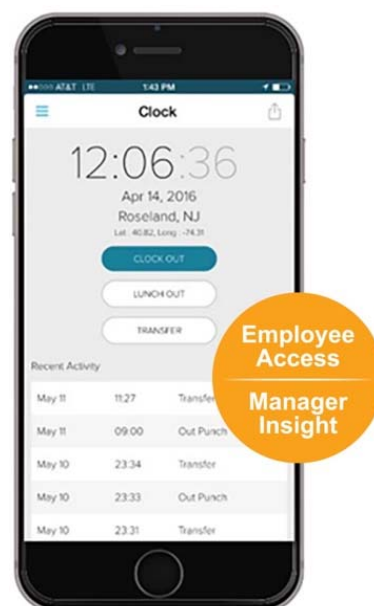 AT&T LTE
1:43 PM
Clock
12:06:36
Apr 14, 2016
Roseland, NJ
Lat : 40.82, Long : -74.31
CLOCK OUT
LUNCH OUT
TRANSFER
Recent Activity
May 11 11:27 Transfer
May 11 09:00 Out Punch
May 10 23:34 Transfer
May 10 23:33 Out Punch
May 10 23:31 Transfer
Employee
Access
Manager
Insight